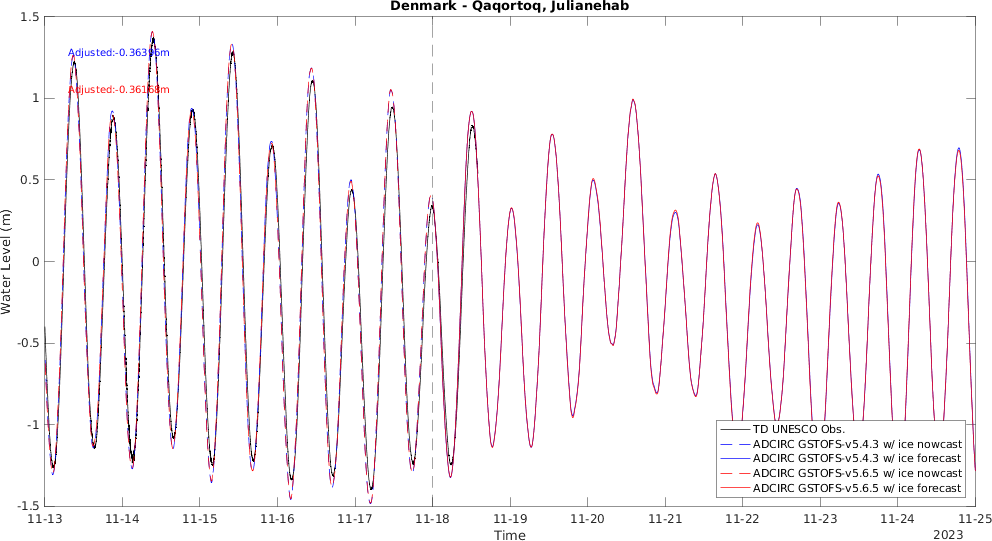 Denmark - Qaqortoq, Julianehab
1.5
1
0.5
0
-0.5
-1
-1.5
Water Level (m)
Adjusted:-0.36396m
Adjusted:-0.36168m
TD UNESCO Obs.
ADCIRC GSTOFS-v5.4.3 w/ ice nowcast
ADCIRC GSTOFS-v5.4.3 w/ ice forecast
ADCIRC GSTOFS-v5.6.5 w/ ice nowcast
ADCIRC GSTOFS-v5.6.5 w/ ice forecast
11-13 11-14 11-15 11-16 11-17 11-18 11-19 11-20 11-21 11-22 11-23 11-24 11-25
Time
2023